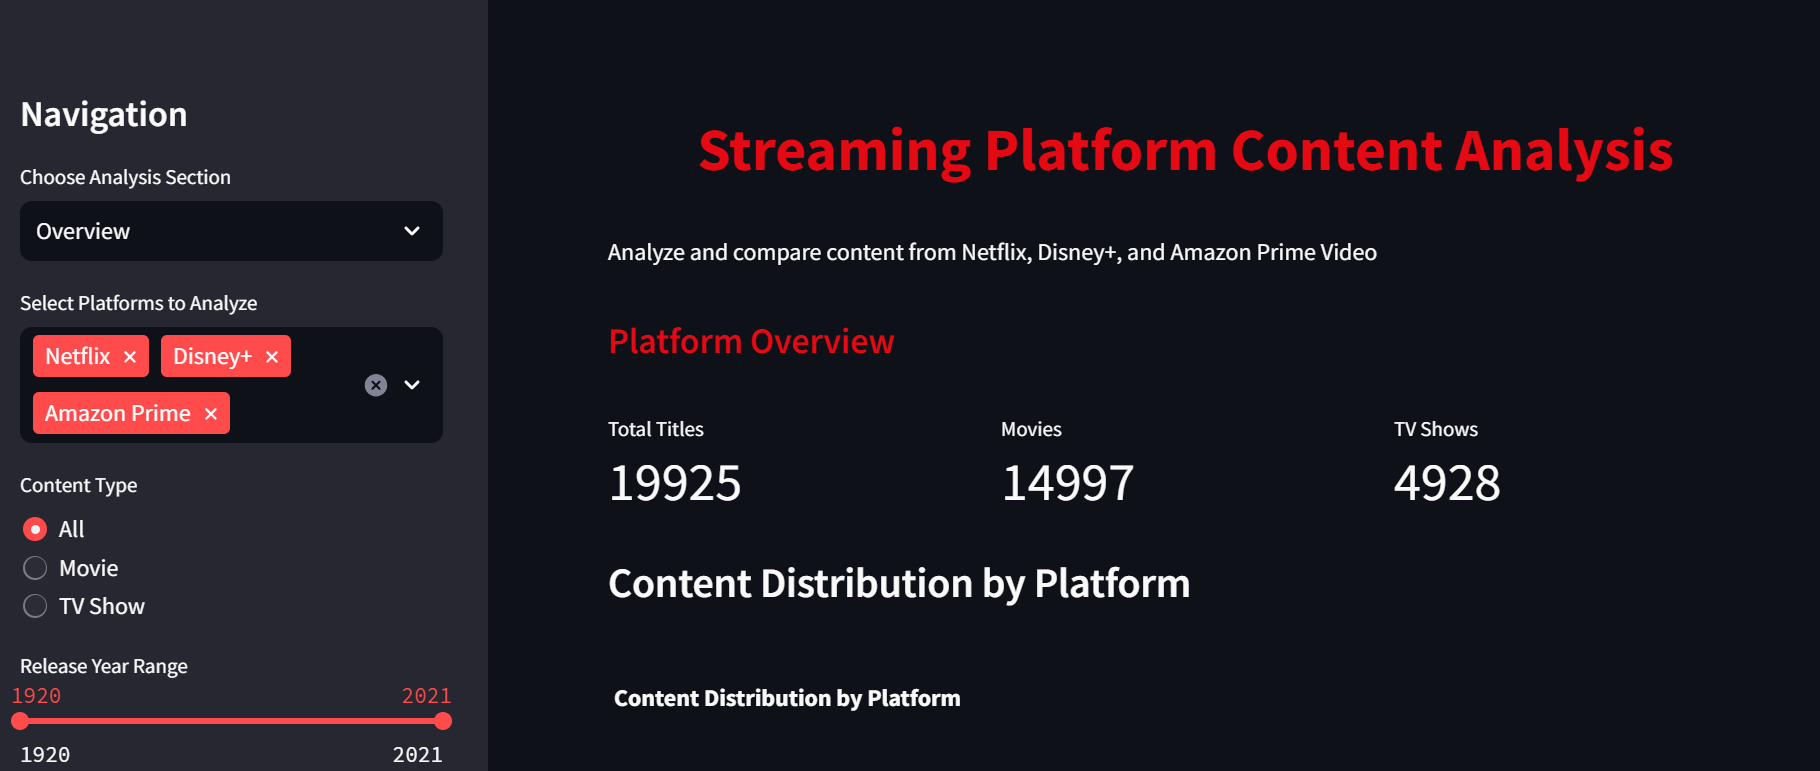 Navigation
Choose Analysis Section
Overview
Select Platforms to Analyze
Netflix × Disney+ ×
Amazon Prime ×
Content Type
All
Movie
TV Show
Release Year Range
1920 2021
1920 2021
Streaming Platform Content Analysis
Analyze and compare content from Netflix, Disney+, and Amazon Prime Video
Platform Overview
Total Titles Movies TV Shows
19925 14997 4928
Content Distribution by Platform
Content Distribution by Platform